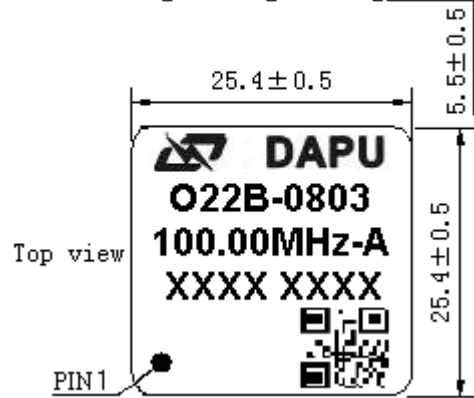 5.5±0.5
25.4±0.5
DAPU
O22B-0803
100.00MHz-A
XXXX XXXX
Top view
25.4±0.5
PIN1